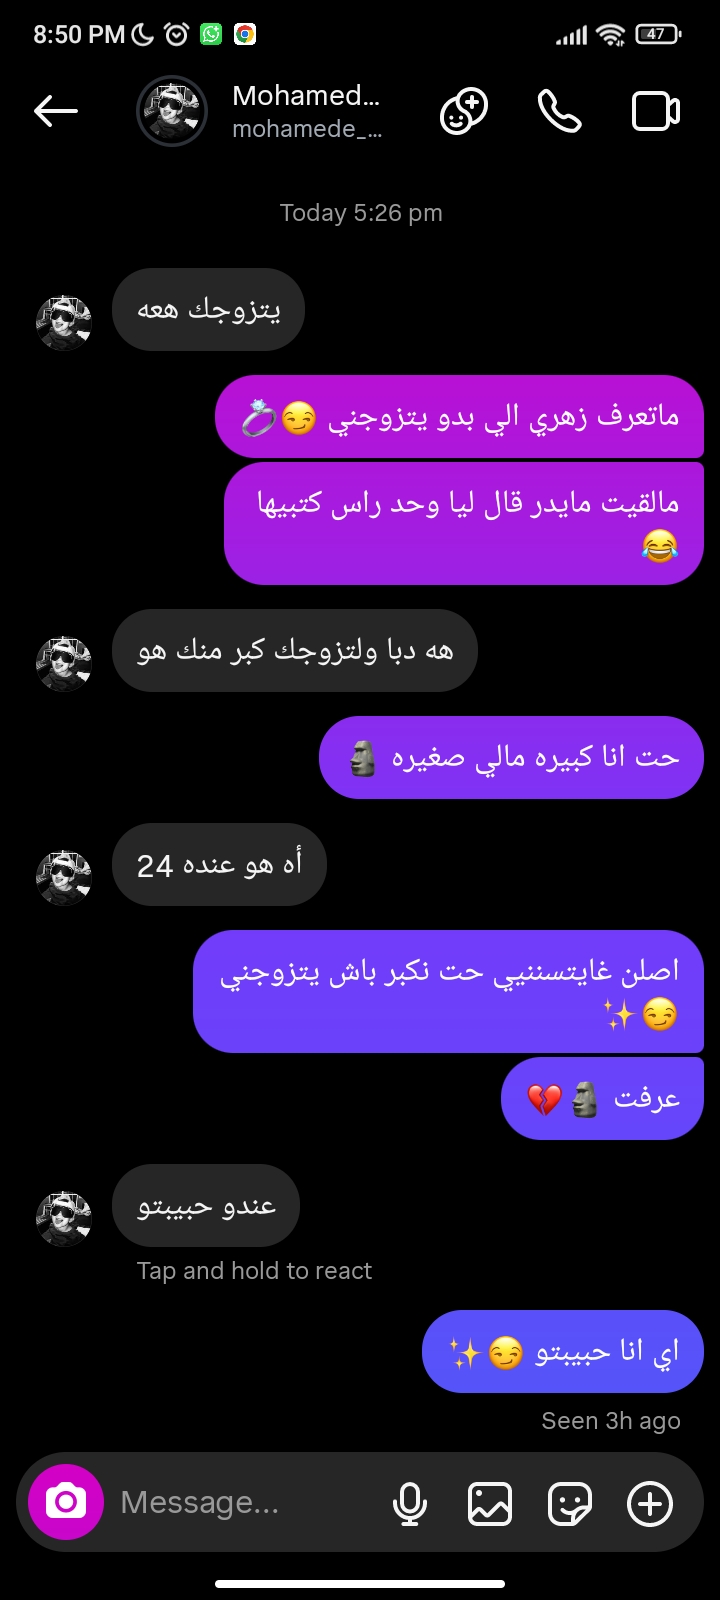 8:50 PM
47
Mohamed...
mohamede_...
Today 5:26 pm
يتزوجك ههه
ماتعرف زهري الي بدو يتزوجني 😏💍
مالقيت مايدر قال ليا وحد راس كتبيها
😂
هه دبا ولتزوجك كبر منك هو
حت انا كبيره مالي صغيره 🗿
أه هو عنده 24
اصلن غايتسننيي حت نكبر باش يتزوجني
😏✨
عرفت 🗿💔
عندو حبيبتو
Tap and hold to react
اي انا حبيبتو 😏✨
Seen 3h ago
Message...